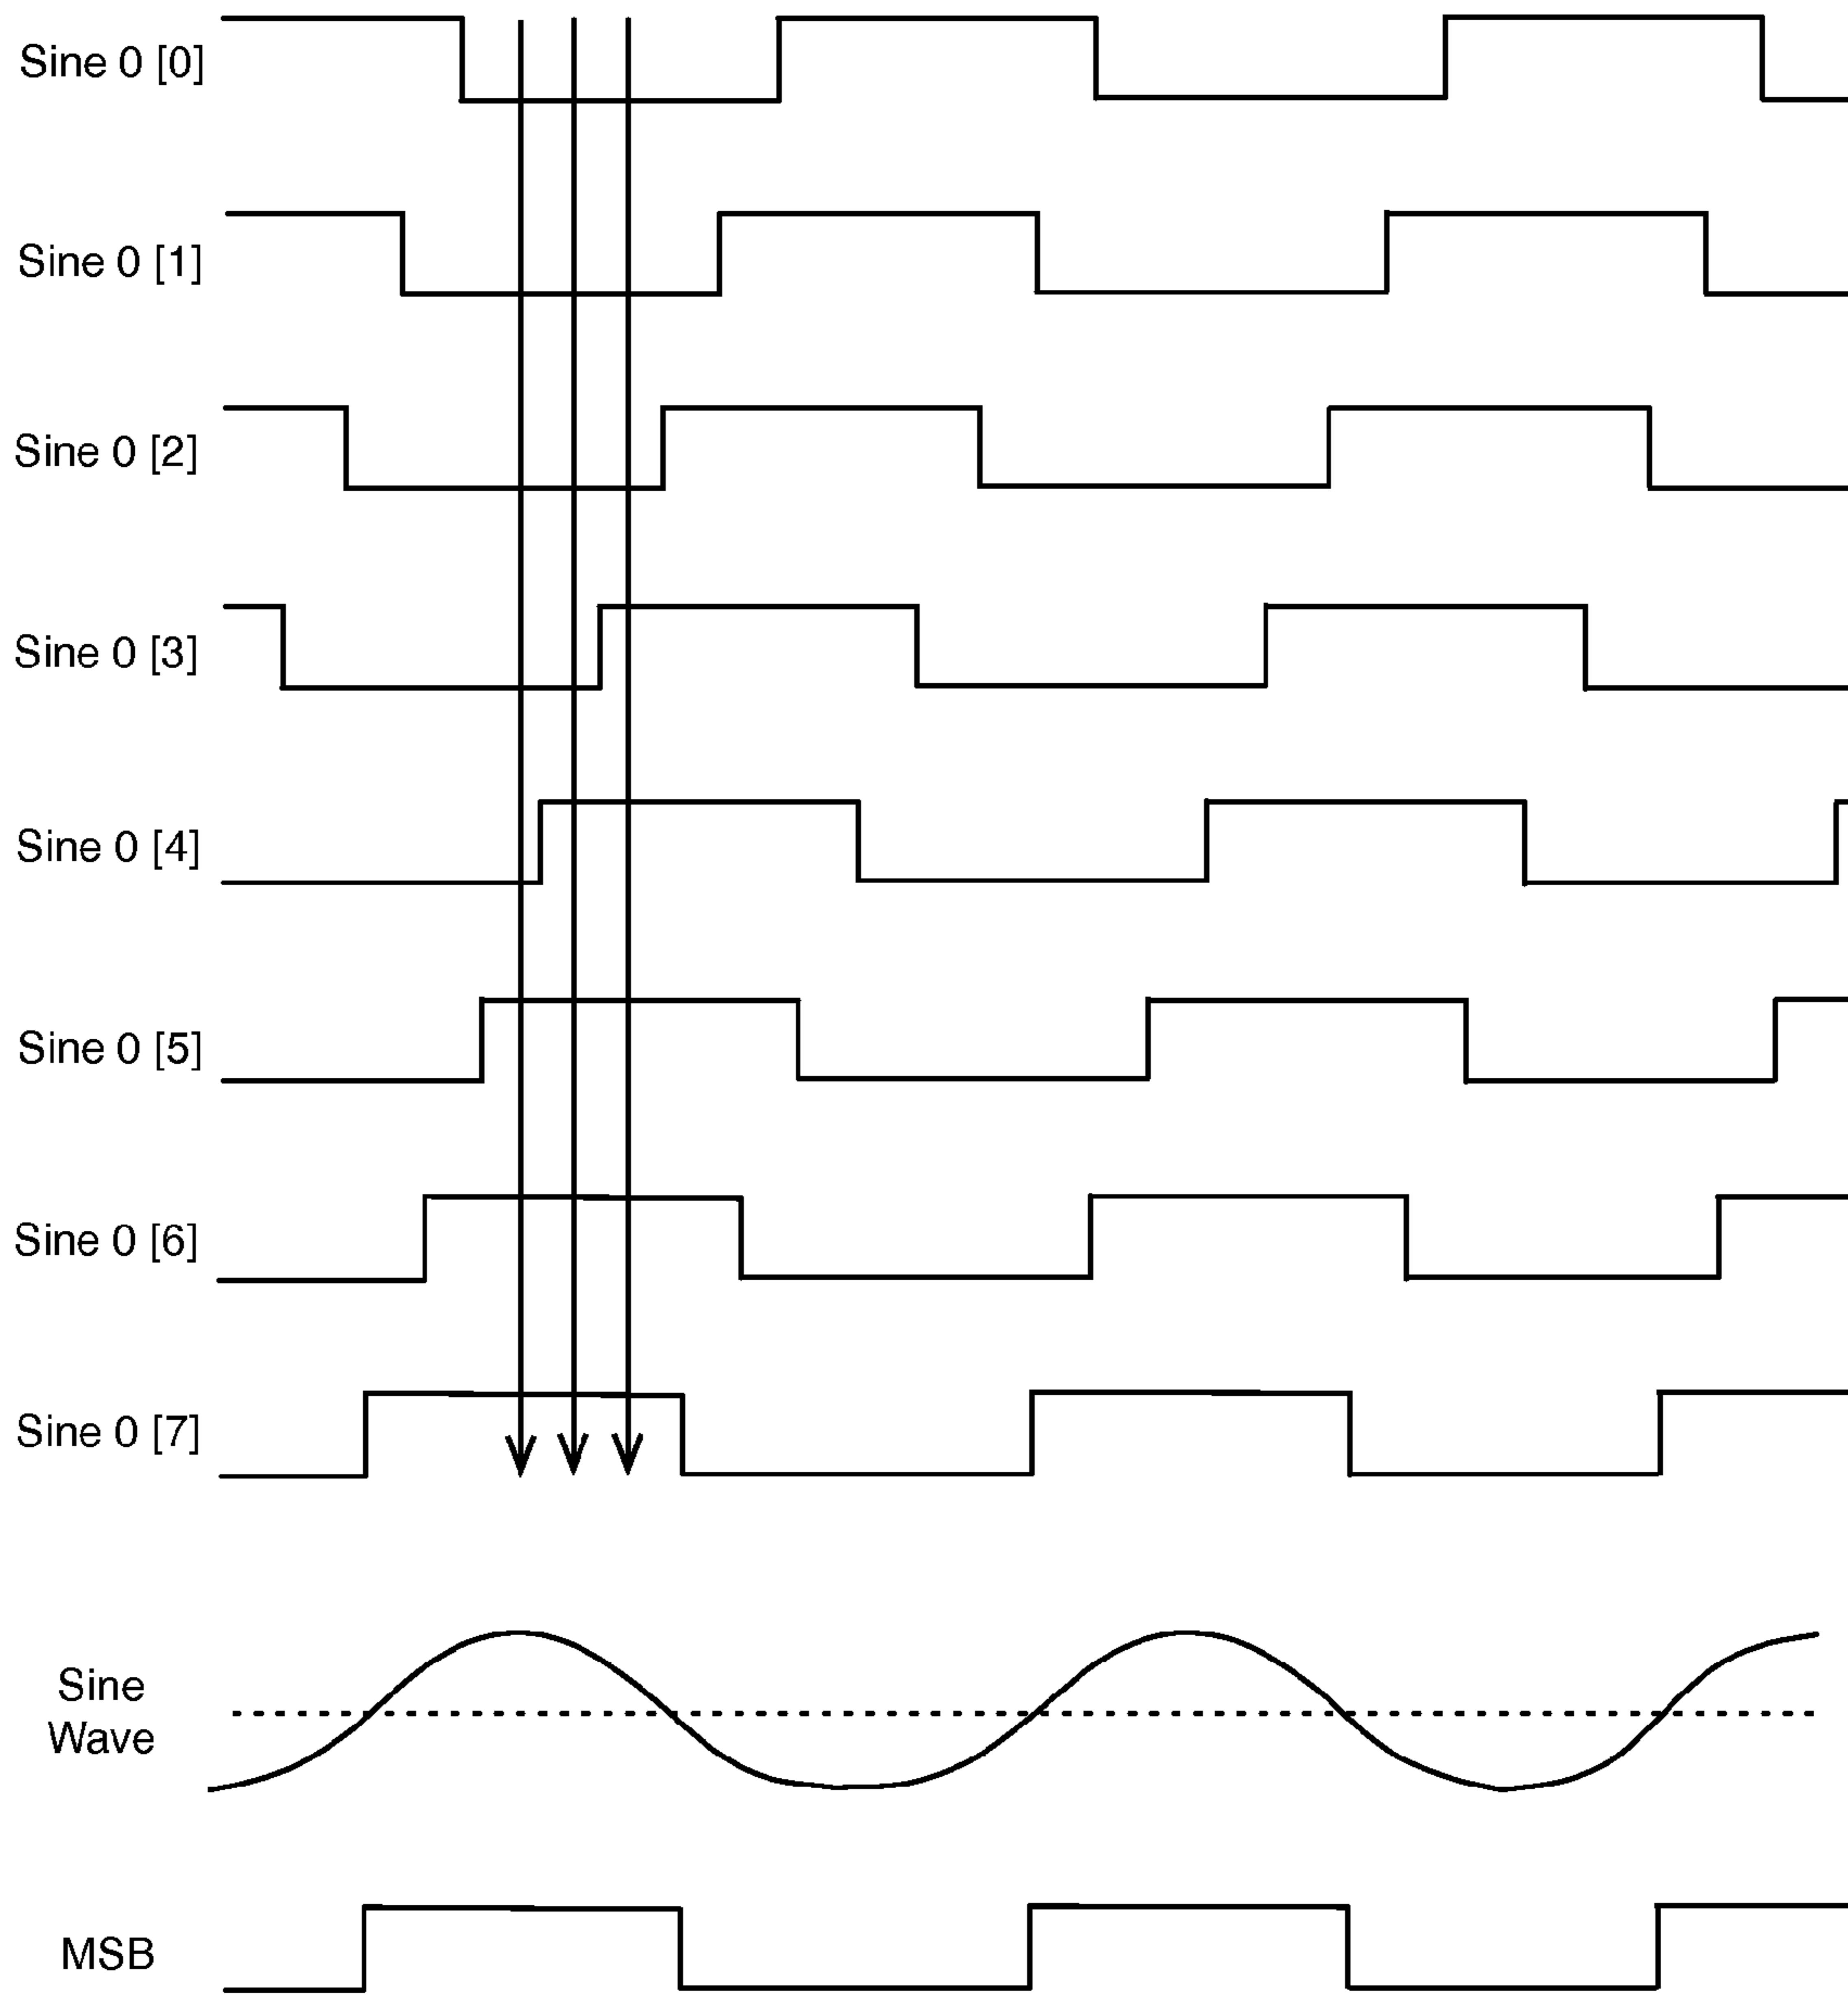 Sine 0 [0]
Sine 0 [1]
Sine 0 [2]
Sine 0 [3]
Sine 0 [4]
Sine 0 [5]
Sine 0 [6]
Sine 0 [7]
Sine
Wave
MSB